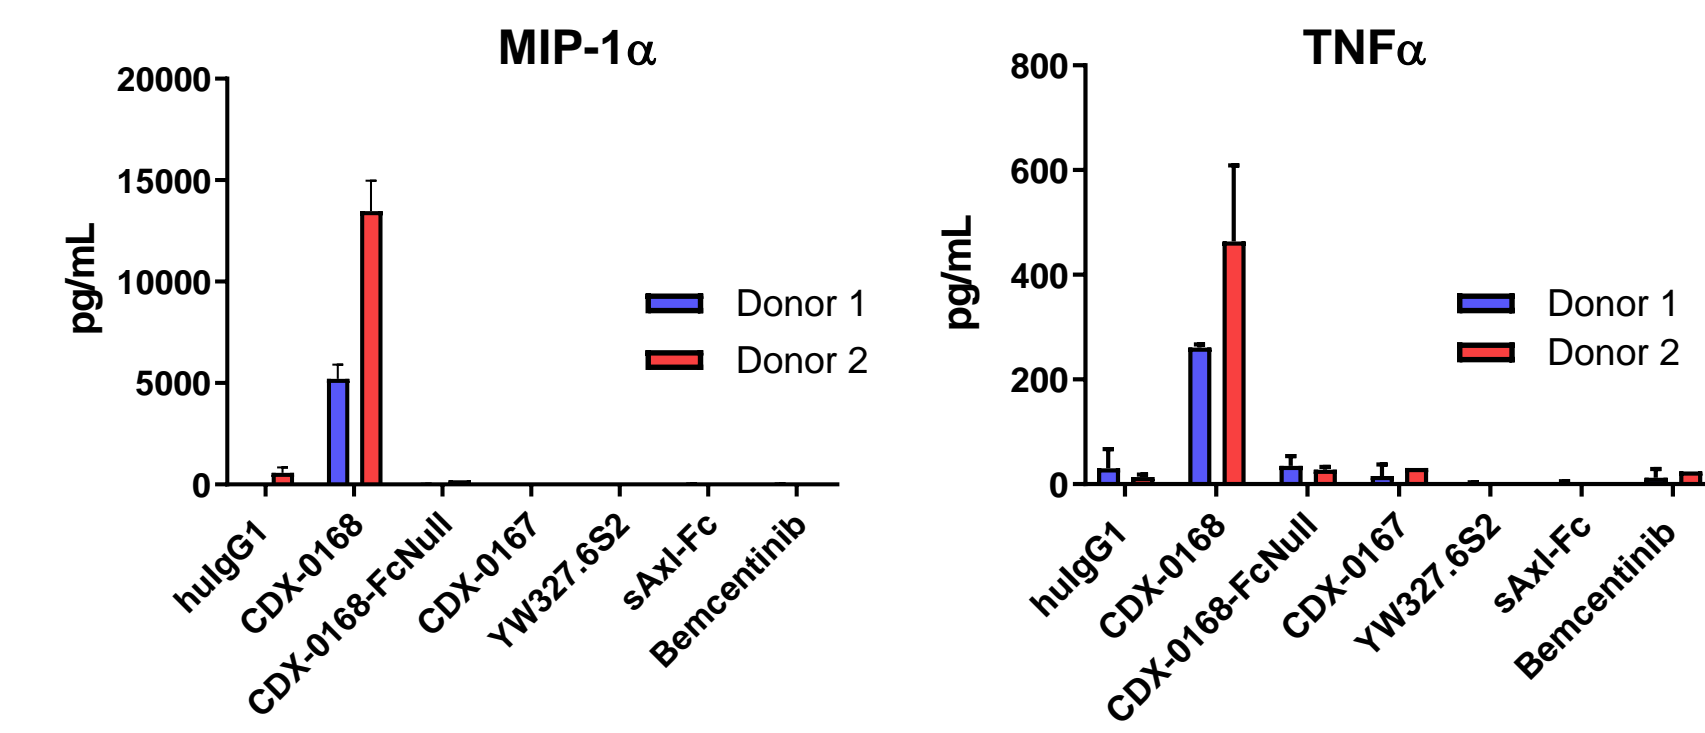 MIP-1α
20000
15000
10000
5000
0
pg/mL
Donor 1
Donor 2
huIgG1
CDX-0168
CDX-0168-FcNull
CDX-0167
YW327.6S2
sAxl-Fc
Bemcentinib
TNFα
800
600
400
200
0
pg/mL
Donor 1
Donor 2
huIgG1
CDX-0168
CDX-0168-FcNull
CDX-0167
YW327.6S2
sAxl-Fc
Bemcentinib